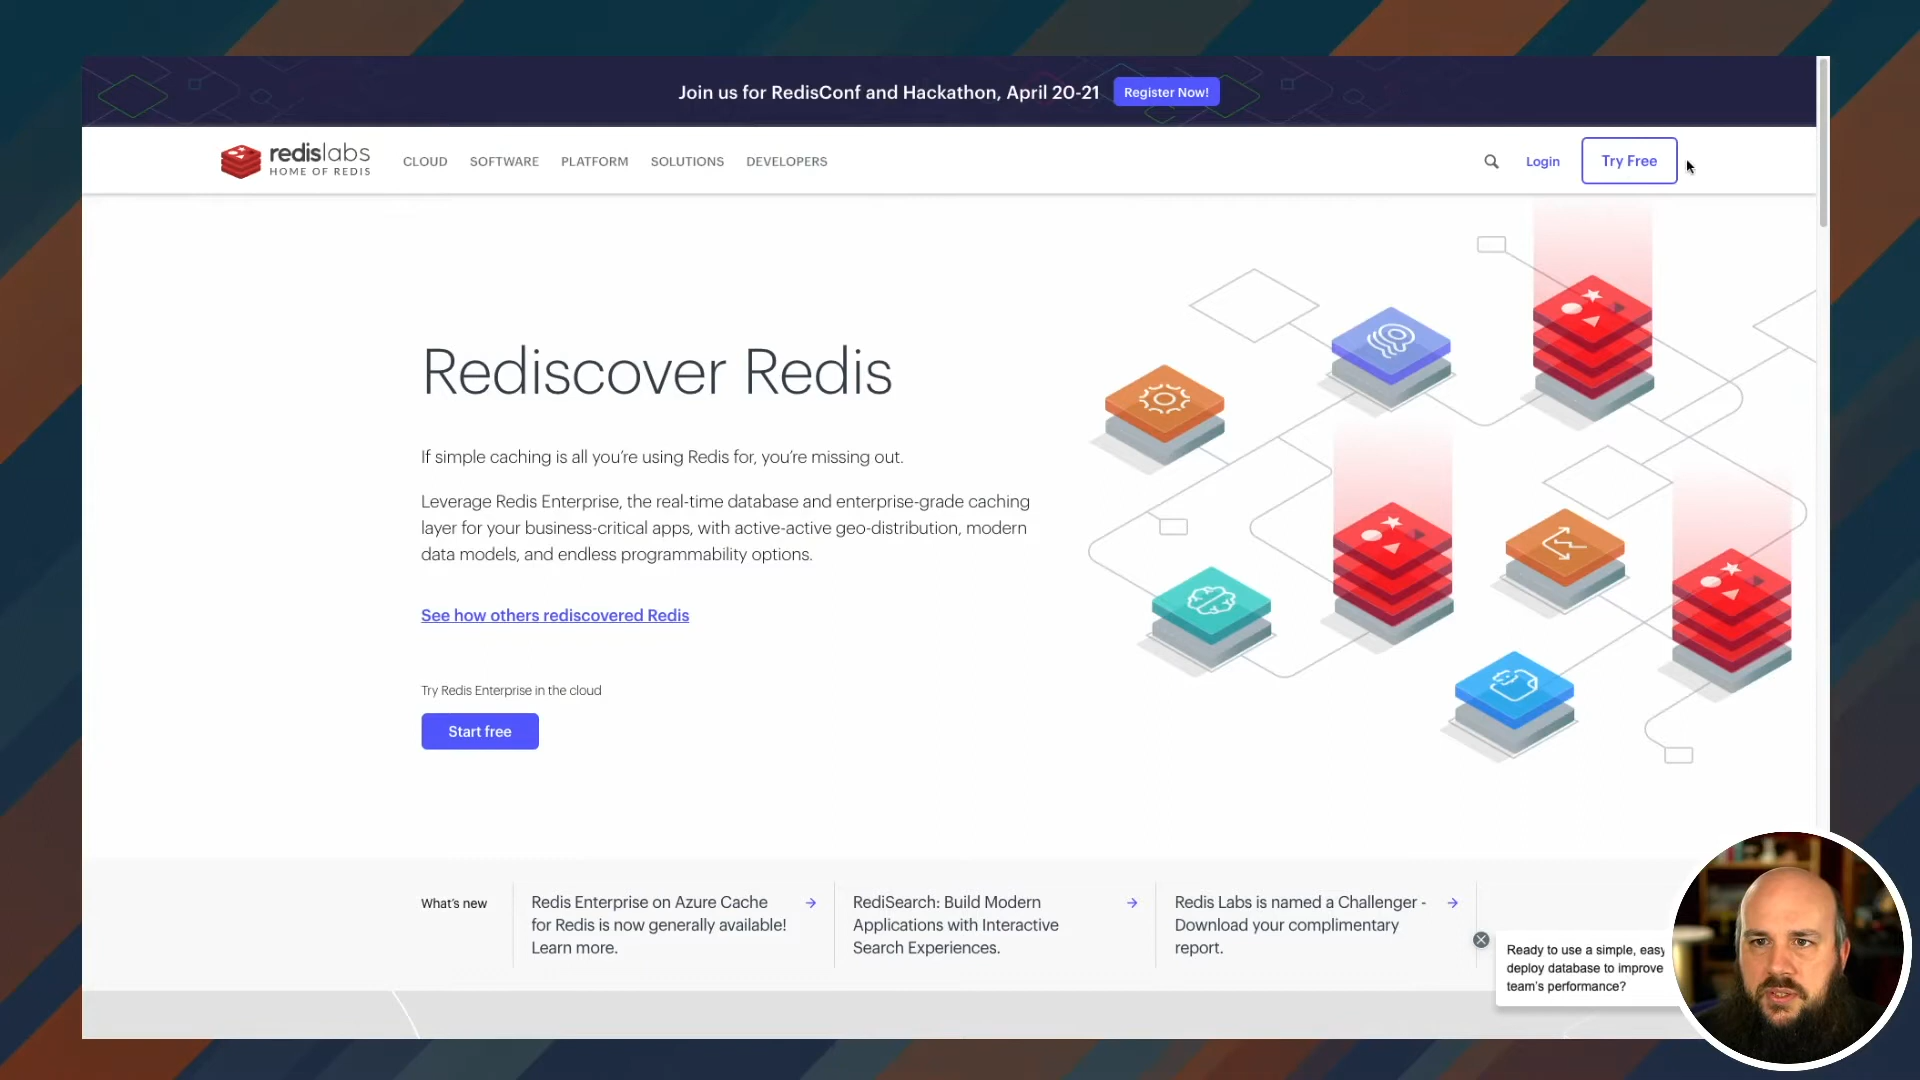 Join us for RedisConf and Hackathon, April 20-21 Register Now!
redislabs
HOME OF REDIS
CLOUD SOFTWARE PLATFORM SOLUTIONS DEVELOPERS
Login Try Free
Rediscover Redis
If simple caching is all you're using Redis for, you're missing out.
Leverage Redis Enterprise, the real-time database and enterprise-grade caching
layer for your business-critical apps, with active-active geo-distribution, modern
data models, and endless programmability options.
See how others rediscovered Redis
Try Redis Enterprise in the cloud
Start free
What's new
Redis Enterprise on Azure Cache
for Redis is now generally available!
Learn more.
RediSearch: Build Modern
Applications with Interactive
Search Experiences.
Redis Labs is named a Challenger -
Download your complimentary
report.
Ready to use a simple, easy
deploy database to improve
team's performance?